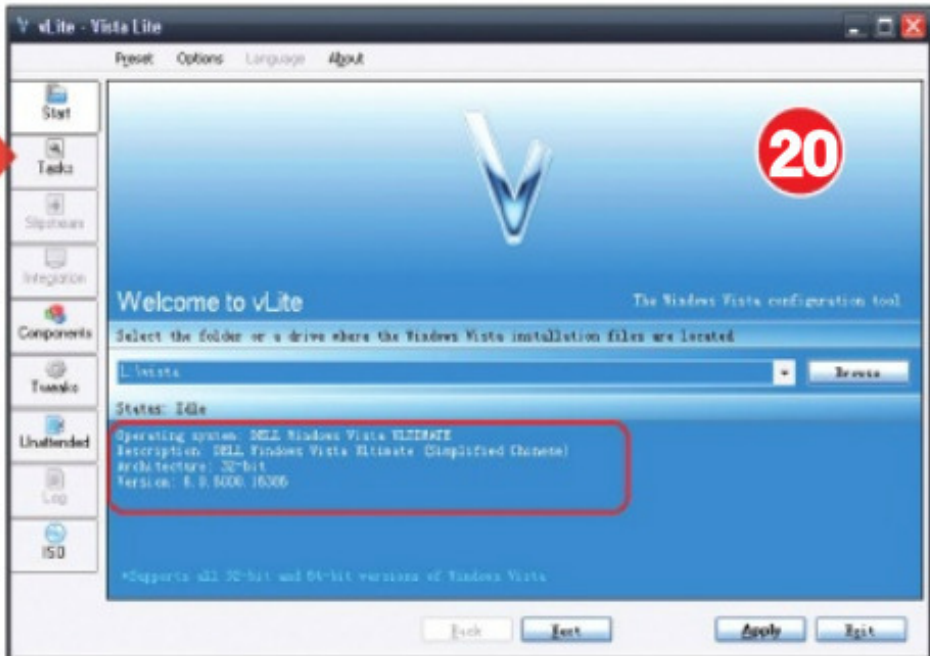 vLite - Vista Lite
Preset Options Language About
Start
Tasks
Slipstream
Integration
Components
Tweaks
Unattended
Log
ISO
20
Welcome to vLite
The Windows Vista configuration tool
Select the folder or a drive where the Windows Vista installation files are located
L:\vista
Browse
Status: Idle
Operating system: DELL Windows Vista ULTIMATE
Description: DELL Windows Vista Ultimate (Simplified Chinese)
Architecture: 32-bit
Version: 6.0.6000.16386
*Supports all 32-bit and 64-bit versions of Windows Vista
Back Next Apply Exit